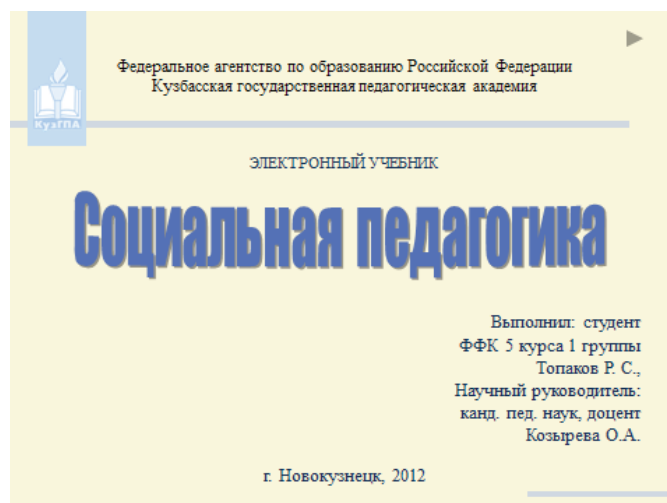 Федеральное агентство по образованию Российской Федерации
Кузбасская государственная педагогическая академия
КузГПА
ЭЛЕКТРОННЫЙ УЧЕБНИК
Социальная педагогика
Выполнил: студент
ФФК 5 курса 1 группы
Топаков Р. С.,
Научный руководитель:
канд. пед. наук, доцент
Козырева О.А.
г. Новокузнецк, 2012